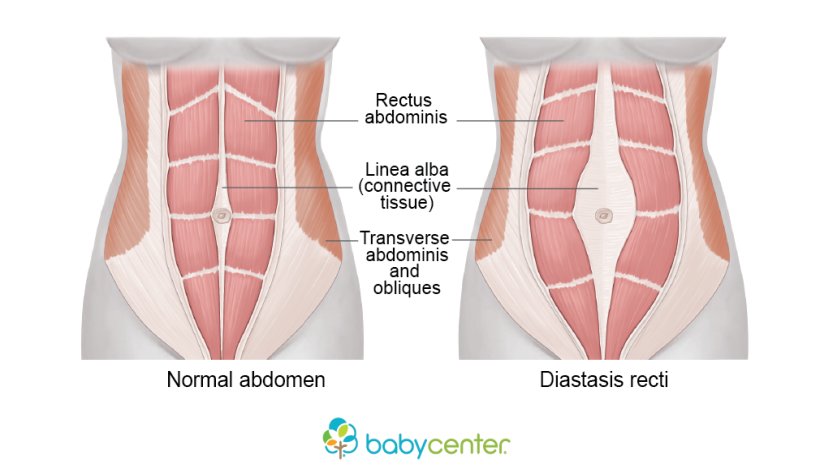 Rectus
abdominis
Linea alba
(connective
tissue)
Transverse
abdominis
and
obliques
Normal abdomen
Diastasis recti
babycenter